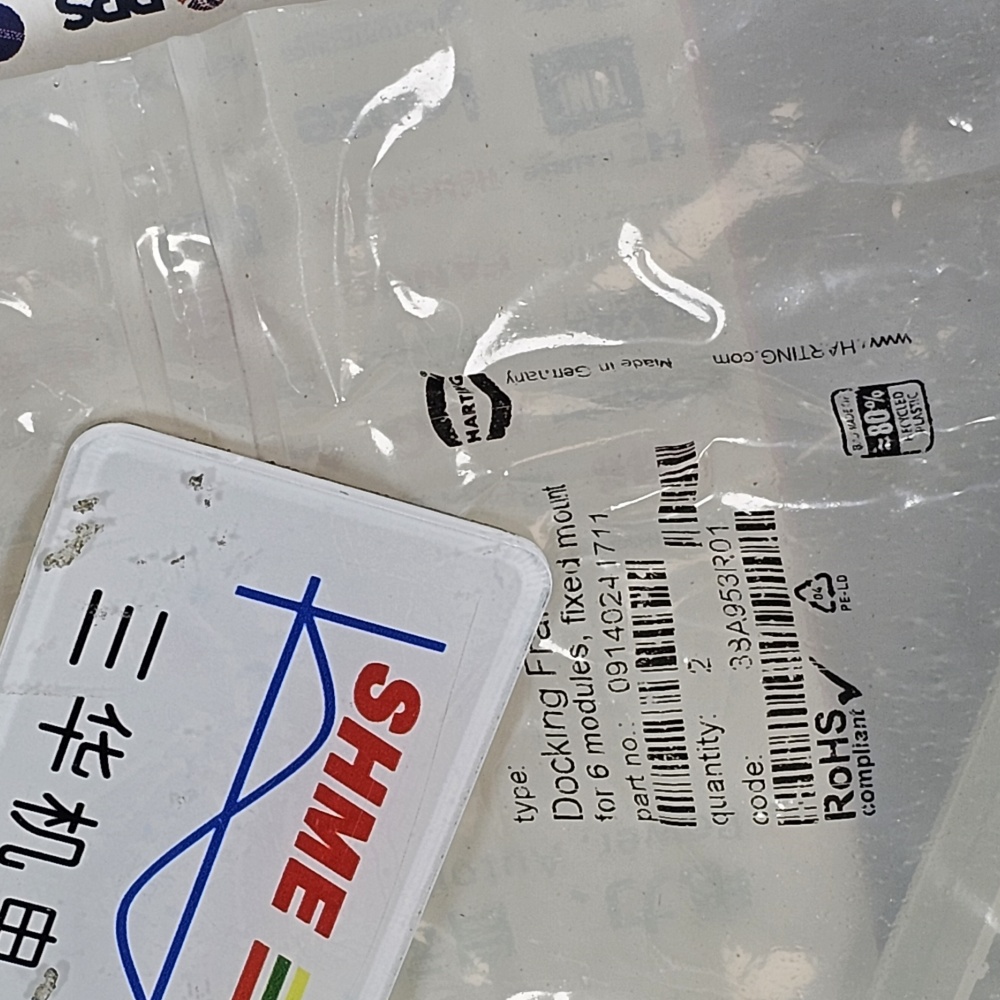 HARTING
Made in Germany
www.HARTING.com
type:
Docking Fra
for 6 modules, fixed mount
part no.: 09140241711
quantity: 2
code: 33A953R01
RoHS
compliant
04
PE-LD
≥80%
RECYCLED
PLASTIC
SHME
三华机电